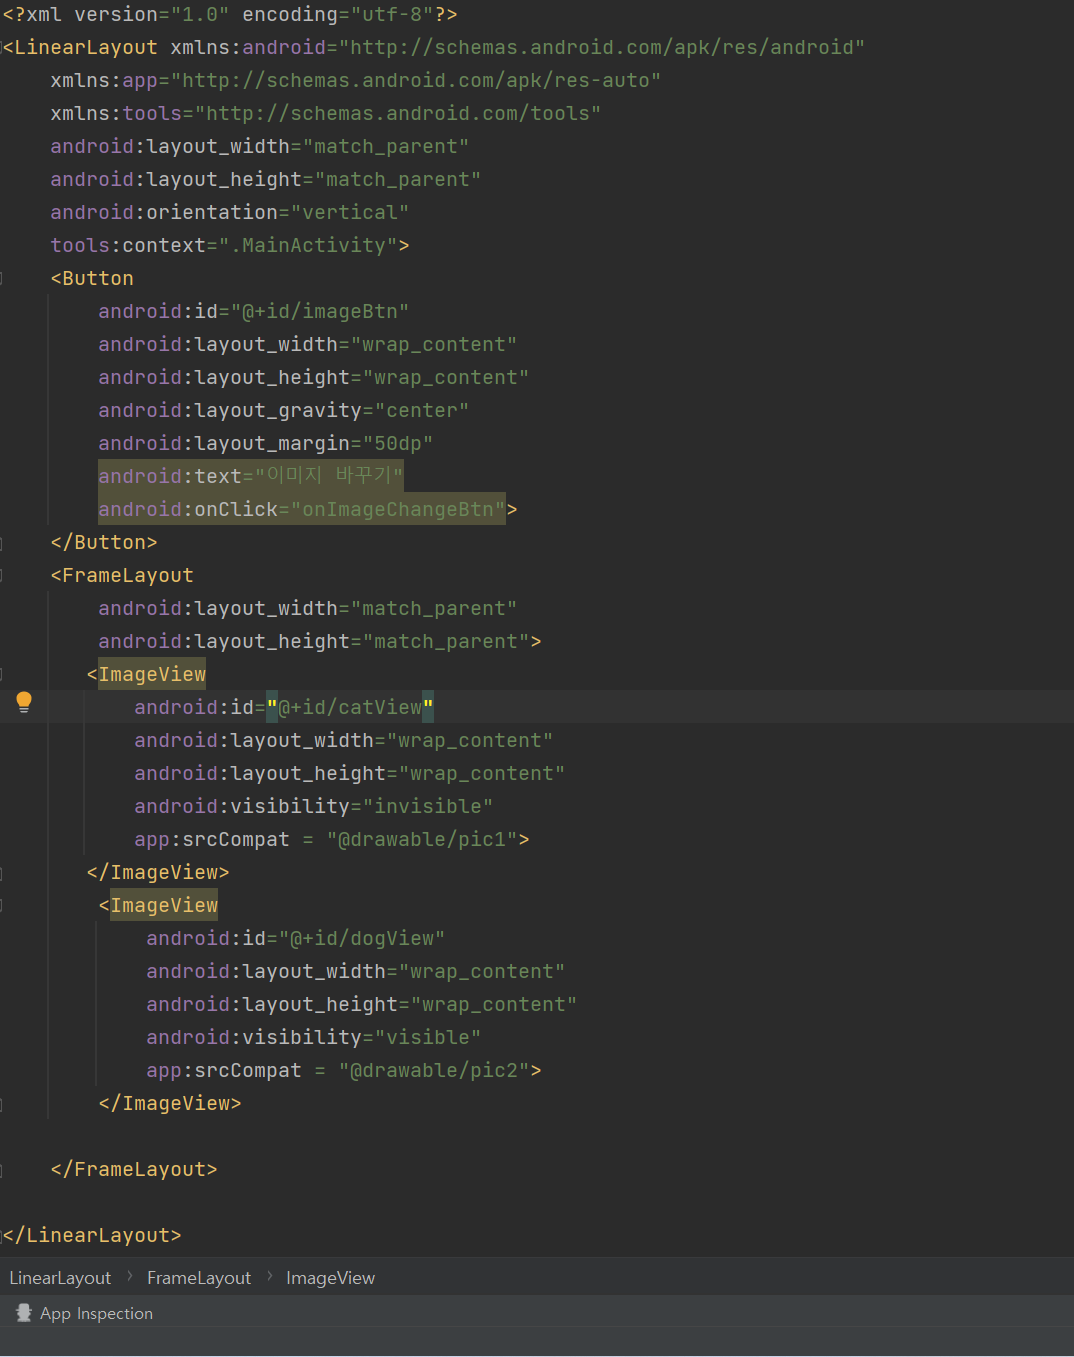 <?xml version="1.0" encoding="utf-8"?>
<LinearLayout xmlns:android="http://schemas.android.com/apk/res/android"
    xmlns:app="http://schemas.android.com/apk/res-auto"
    xmlns:tools="http://schemas.android.com/tools"
    android:layout_width="match_parent"
    android:layout_height="match_parent"
    android:orientation="vertical"
    tools:context=".MainActivity">
    <Button
        android:id="@+id/imageBtn"
        android:layout_width="wrap_content"
        android:layout_height="wrap_content"
        android:layout_gravity="center"
        android:layout_margin="50dp"
        android:text="이미지 바꾸기"
        android:onClick="onImageChangeBtn">
    </Button>
    <FrameLayout
        android:layout_width="match_parent"
        android:layout_height="match_parent">
       <ImageView
           android:id="@+id/catView"
           android:layout_width="wrap_content"
           android:layout_height="wrap_content"
           android:visibility="invisible"
           app:srcCompat = "@drawable/pic1">
       </ImageView>
        <ImageView
            android:id="@+id/dogView"
            android:layout_width="wrap_content"
            android:layout_height="wrap_content"
            android:visibility="visible"
            app:srcCompat = "@drawable/pic2">
        </ImageView>
    </FrameLayout>
</LinearLayout>
LinearLayout › FrameLayout › ImageView
App Inspection